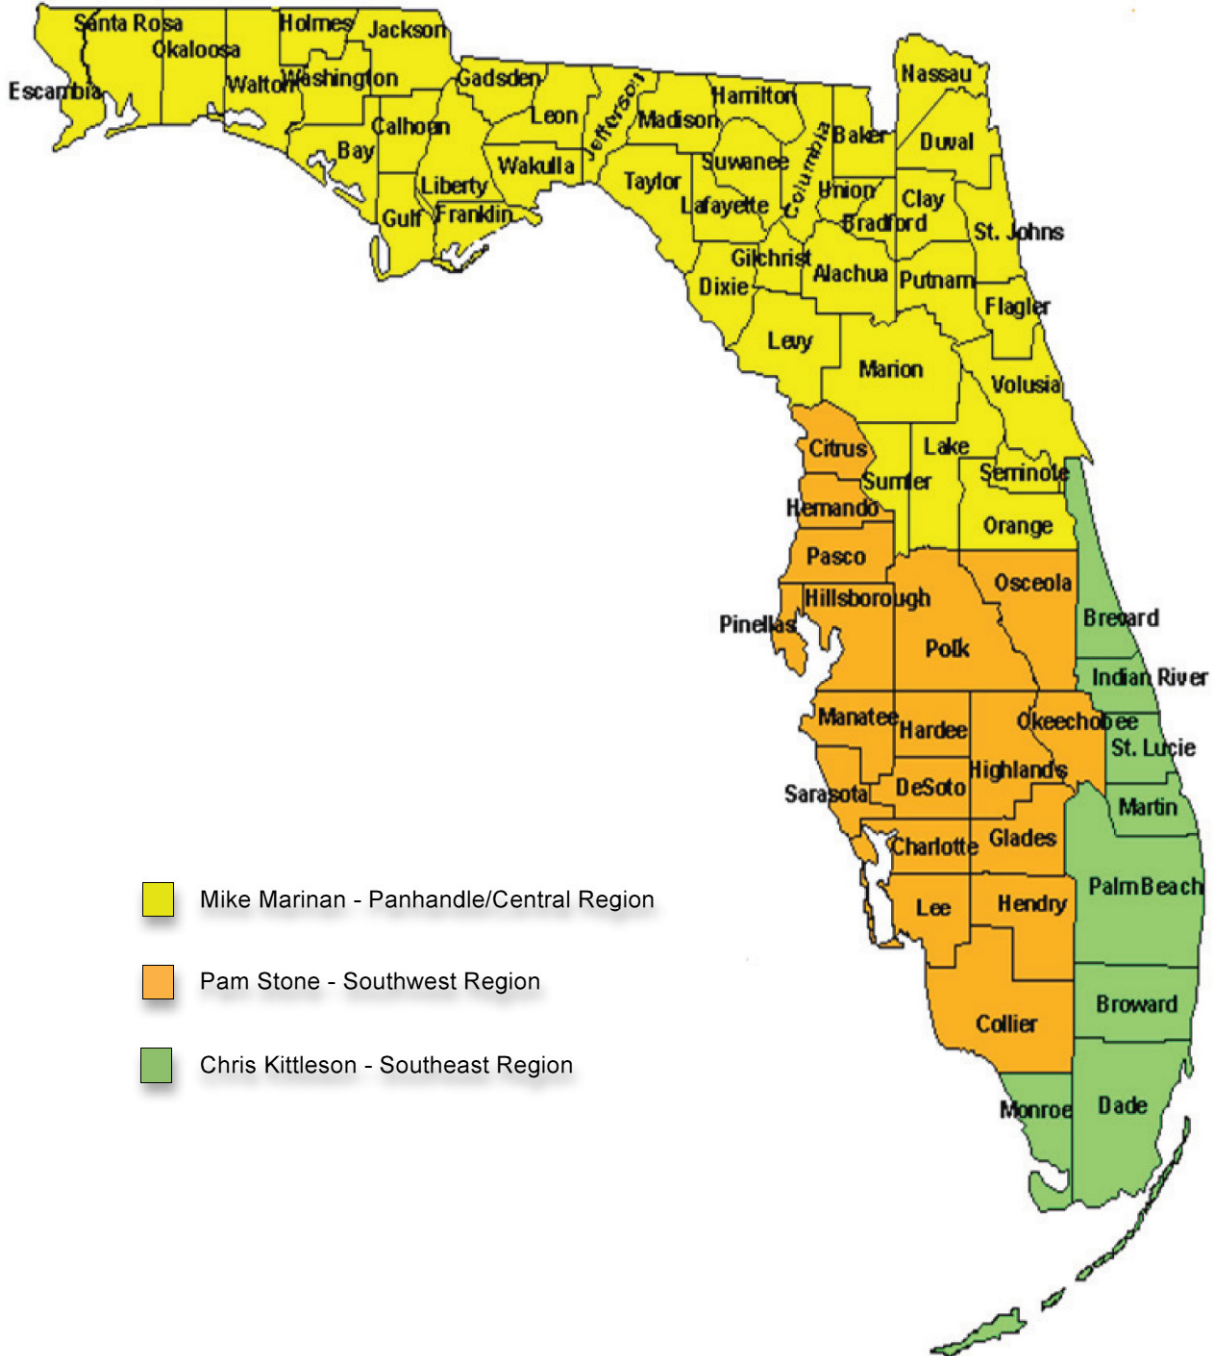 Santa Rosa
Holmes
Jackson
Okaloosa
Escambia
Walton
Washington
Gadsden
Leon
Jefferson
Madison
Hamilton
Nassau
Calhoun
Bay
Liberty
Wakulla
Taylor
Suwanee
Columbia
Baker
Duval
Gulf
Franklin
Lafayette
Union
Bradford
Clay
St. Johns
Dixie
Gilchrist
Alachua
Putnam
Flagler
Levy
Marion
Volusia
Citrus
Lake
Sumter
Seminole
Hernando
Orange
Pasco
Osceola
Hillsborough
Pinellas
Polk
Brevard
Indian River
Manatee
Hardee
Okeechobee
St. Lucie
Sarasota
DeSoto
Highlands
Martin
Charlotte
Glades
Palm Beach
Lee
Hendry
Collier
Broward
Monroe
Dade
Mike Marinan - Panhandle/Central Region
Pam Stone - Southwest Region
Chris Kittleson - Southeast Region